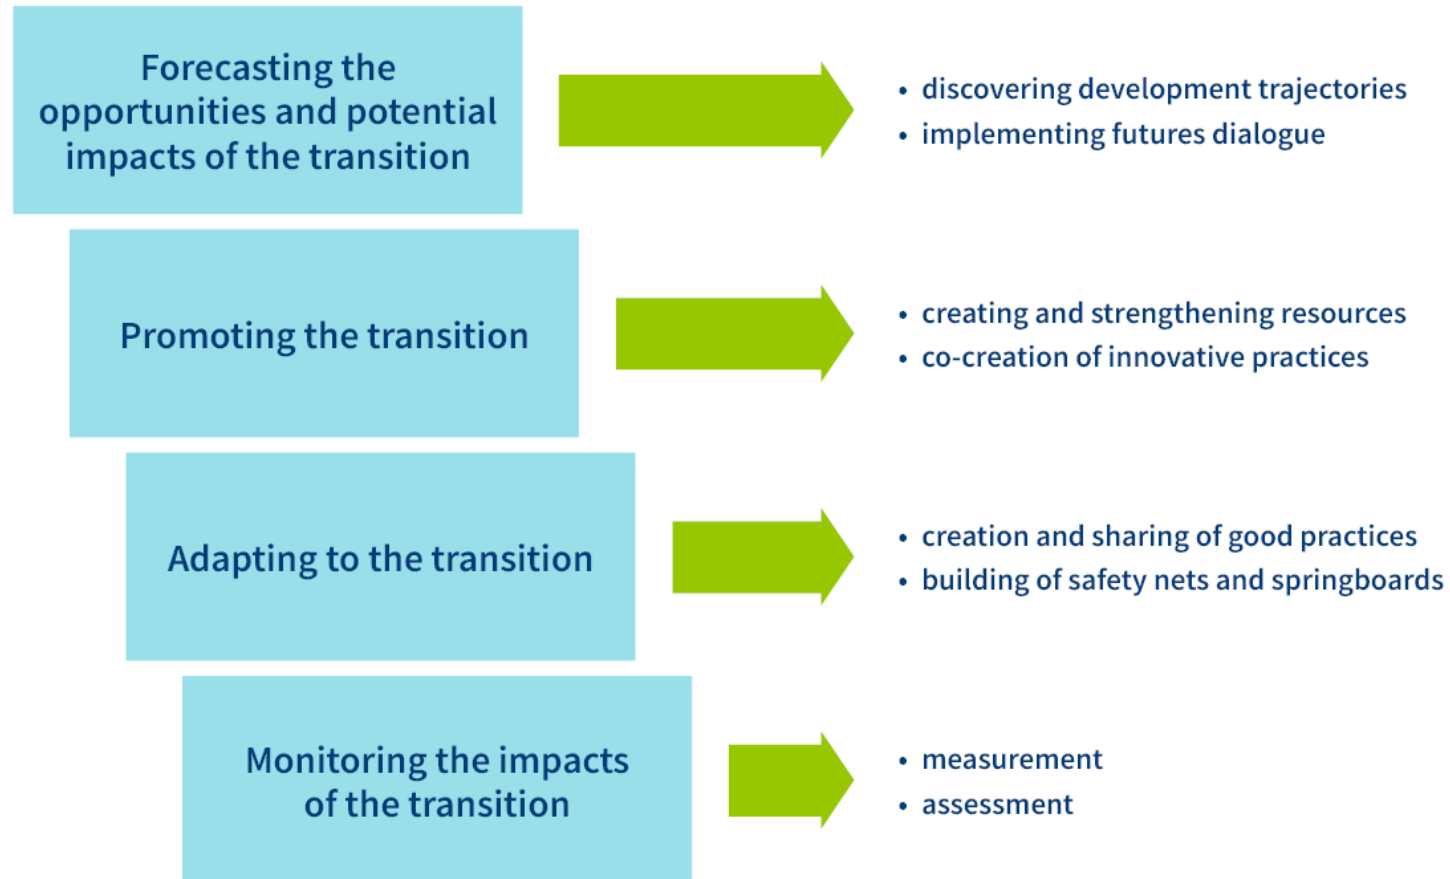 Forecasting the
opportunities and potential
impacts of the transition
• discovering development trajectories
• implementing futures dialogue
Promoting the transition
• creating and strengthening resources
• co-creation of innovative practices
Adapting to the transition
• creation and sharing of good practices
• building of safety nets and springboards
Monitoring the impacts
of the transition
• measurement
• assessment